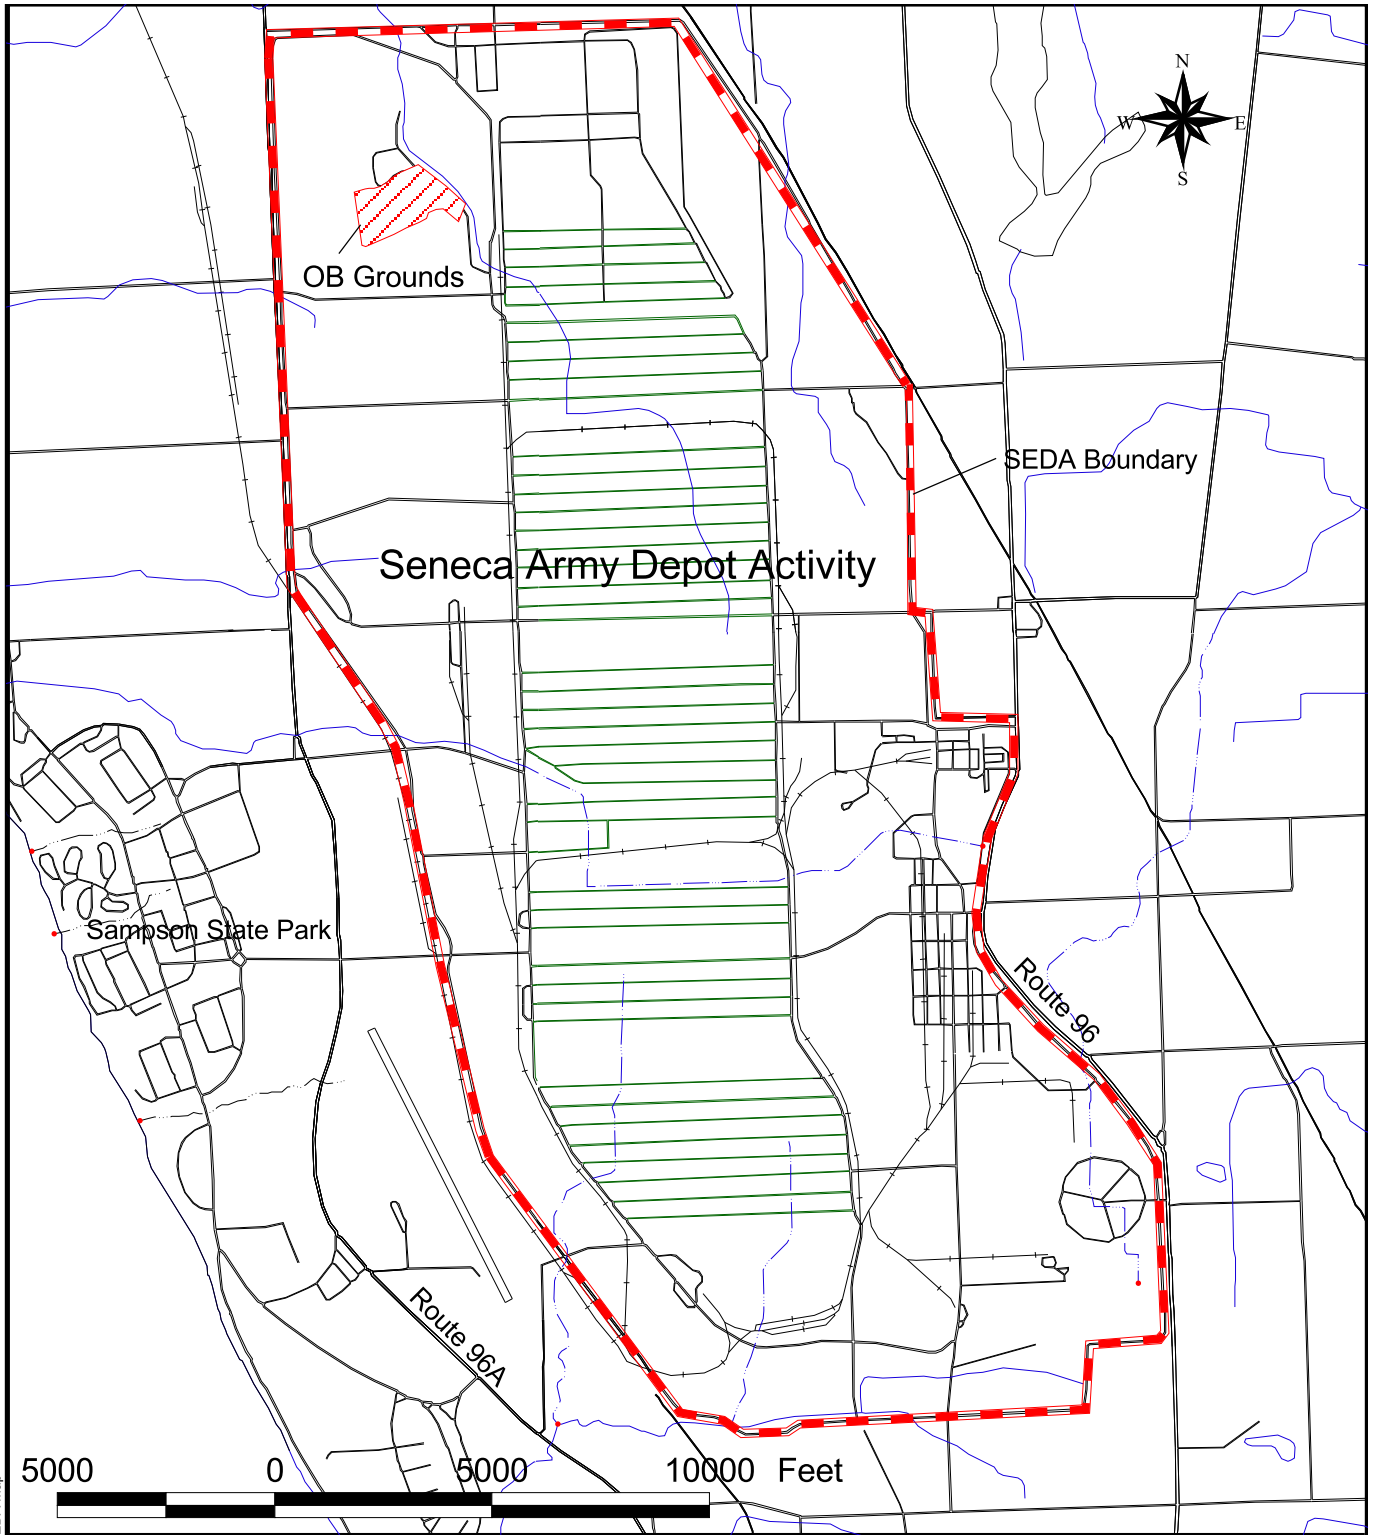 N
W E
S
OB Grounds
SEDA Boundary
Seneca Army Depot Activity
Sampson State Park
Route 96
Route 96A
5000 0 5000 10000 Feet